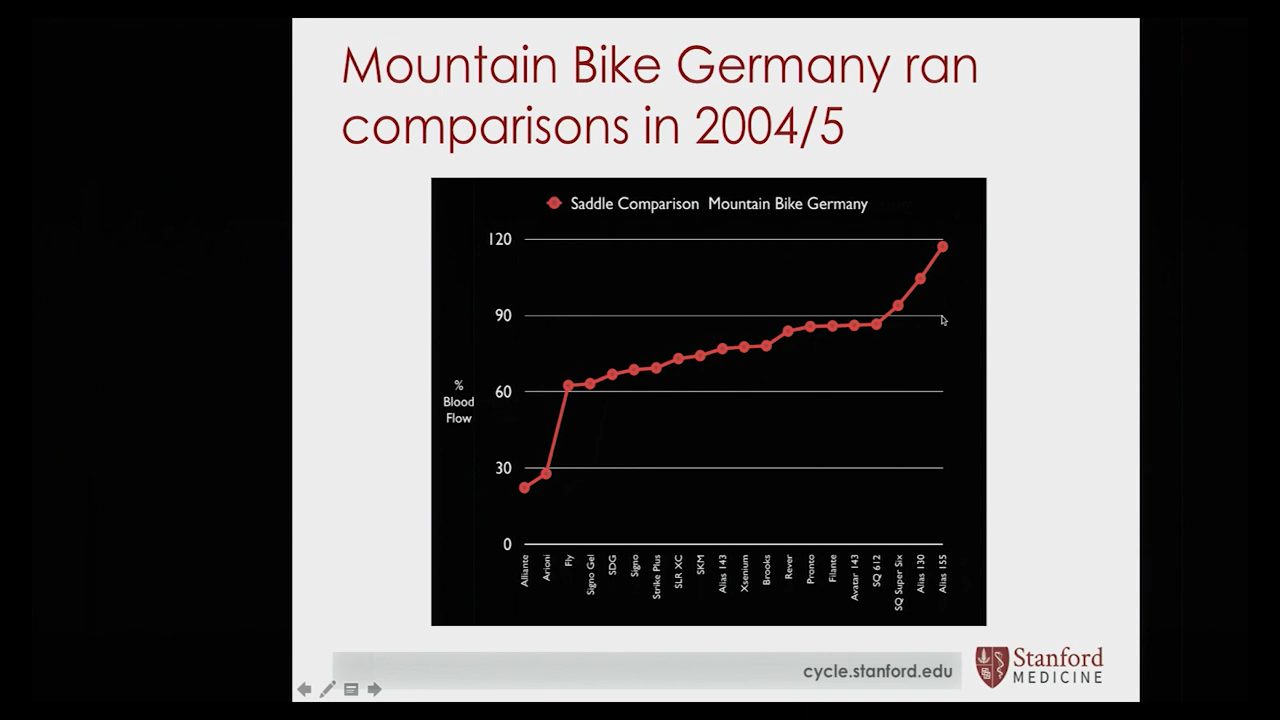 Mountain Bike Germany ran
comparisons in 2004/5
Saddle Comparison Mountain Bike Germany
120
90
60
30
0
%
Blood
Flow
Alliante
Arioni
Fly
Signo Gel
SDG
Signo
Strike Plus
SLR XC
SKM
Alias 143
Xsenium
Brooks
Rever
Pronto
Filante
Avatar 143
SQ 612
SQ Super Six
Alias 130
Alias 155
cycle.stanford.edu
Stanford
MEDICINE